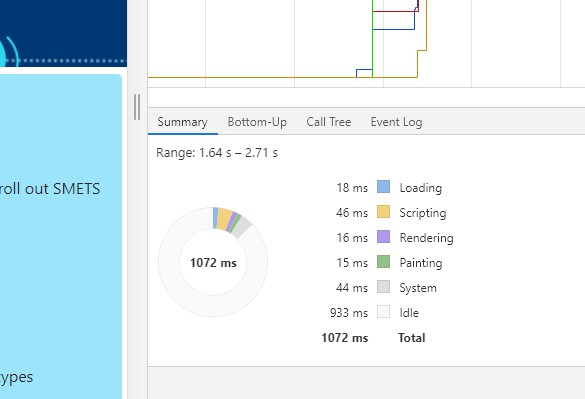 Summary Bottom-Up Call Tree Event Log
Range: 1.64 s – 2.71 s
roll out SMETS
18 ms Loading
46 ms Scripting
16 ms Rendering
1072 ms
15 ms Painting
44 ms System
933 ms Idle
1072 ms Total
ypes